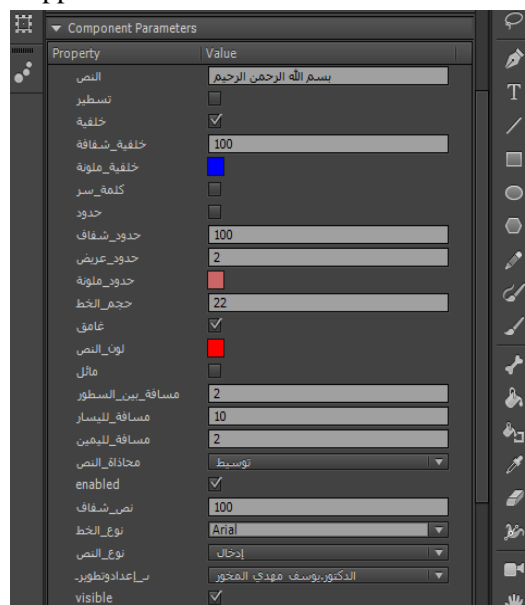 Component Parameters
Property Value
النص بسم الله الرحمن الرحيم
تسطير
خلفية
خلفية_شفافة 100
خلفية_ملونة
كلمة_سر
حدود
حدود_شفاف 100
حدود_عريض 2
حدود_ملونة
حجم_الخط 22
غامق
لون_النص
مائل
مسافة_بين_السطور 2
مسافة_لليسار 10
مسافة_لليمين 2
محاذاة_النص توسيط
enabled
نص_شفاف 100
نوع_الخط Arial
نوع_النص إدخال
إعدادوتطوير الدكتور.يوسف مهدي المخور
visible